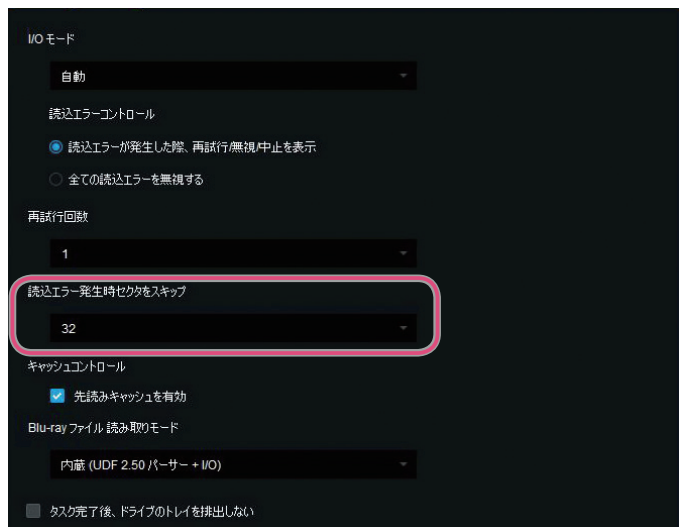 I/O モード
自動
読込エラーコントロール
読込エラーが発生した際、再試行/無視/中止を表示
全ての読込エラーを無視する
再試行回数
1
読込エラー発生時セクタをスキップ
32
キャッシュコントロール
先読みキャッシュを有効
Blu-ray ファイル 読み取りモード
内蔵 (UDF 2.50 パーサー + I/O)
タスク完了後、ドライブのトレイを排出しない